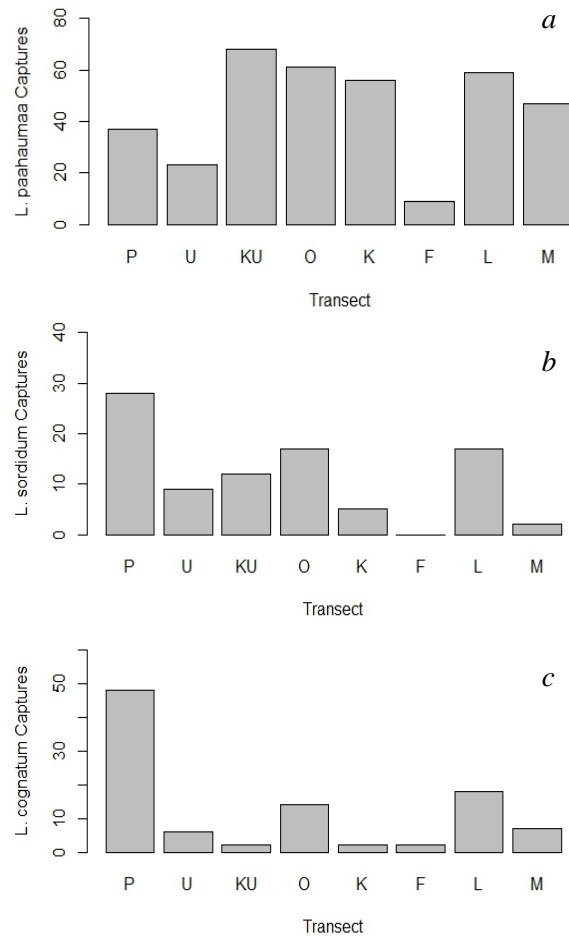 a
L. paahaumaa Captures
80
60
40
20
0
P U KU O K F L M
Transect
b
L. sordidum Captures
40
30
20
10
0
P U KU O K F L M
Transect
c
L. cognatum Captures
50
30
10
0
P U KU O K F L M
Transect